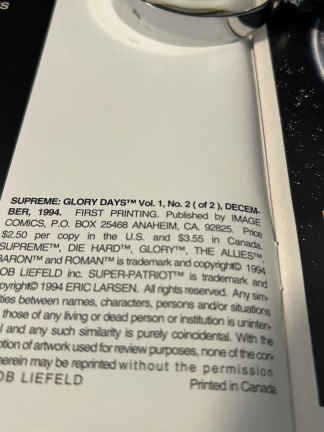 SUPREME: GLORY DAYS™ Vol. 1, No. 2 ( of 2 ), DECEM-
BER, 1994. FIRST PRINTING. Published by IMAGE
COMICS, P.O. BOX 25468 ANAHEIM, CA. 92825. Price
$2.50 per copy in the U.S. and $3.55 in Canada.
SUPREME™, DIE HARD™, GLORY™, THE ALLIES™,
BARON™ and ROMAN™ is trademark and copyright© 1994
OB LIEFELD inc. SUPER-PATRIOT™ is trademark and
opyright© 1994 ERIC LARSEN. All rights reserved. Any sim-
ties between names, characters, persons and/or situations
those of any living or dead person or institution is uninten-
l and any such similarity is purely coincidental. With the
ption of artwork used for review purposes, none of the con-
herein may be reprinted without the permission
OB LIEFELD Printed in Canada